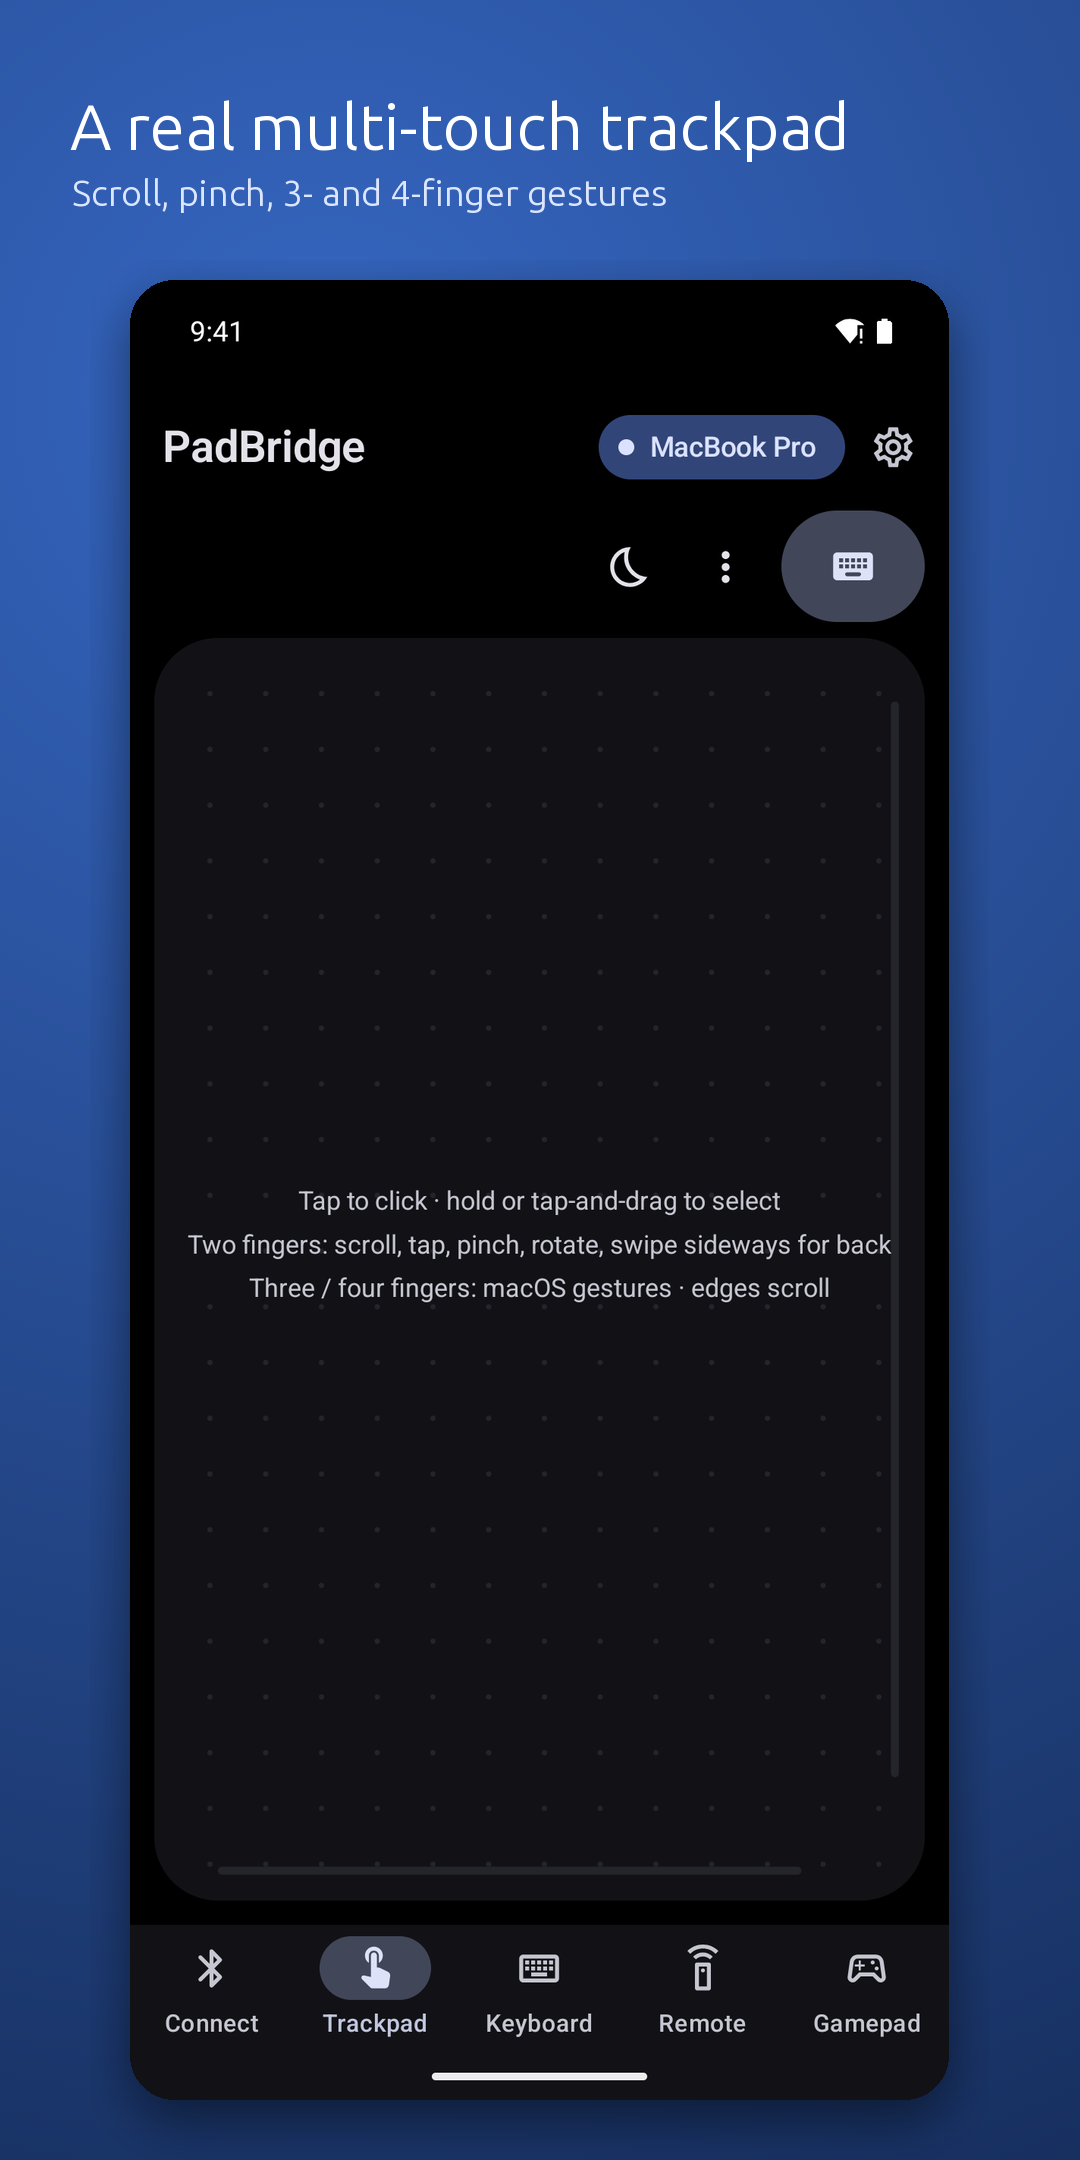 A real multi-touch trackpad
Scroll, pinch, 3- and 4-finger gestures
9:41
PadBridge
MacBook Pro
Tap to click · hold or tap-and-drag to select
Two fingers: scroll, tap, pinch, rotate, swipe sideways for back
Three / four fingers: macOS gestures · edges scroll
Connect
Trackpad
Keyboard
Remote
Gamepad